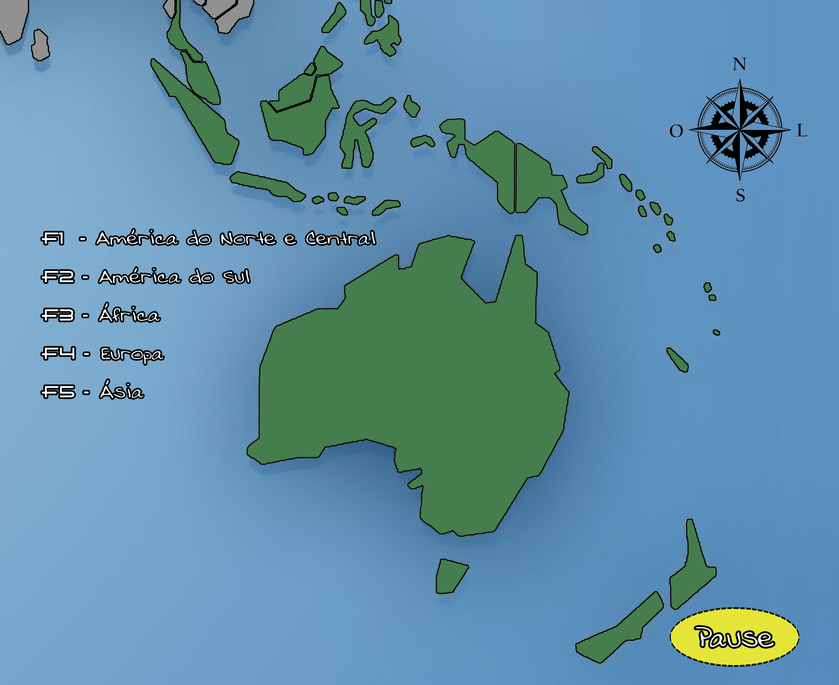 N
O L
S
F1 - América do Norte e Central
F2 - América do Sul
F3 - África
F4 - Europa
F5 - Ásia
Pause